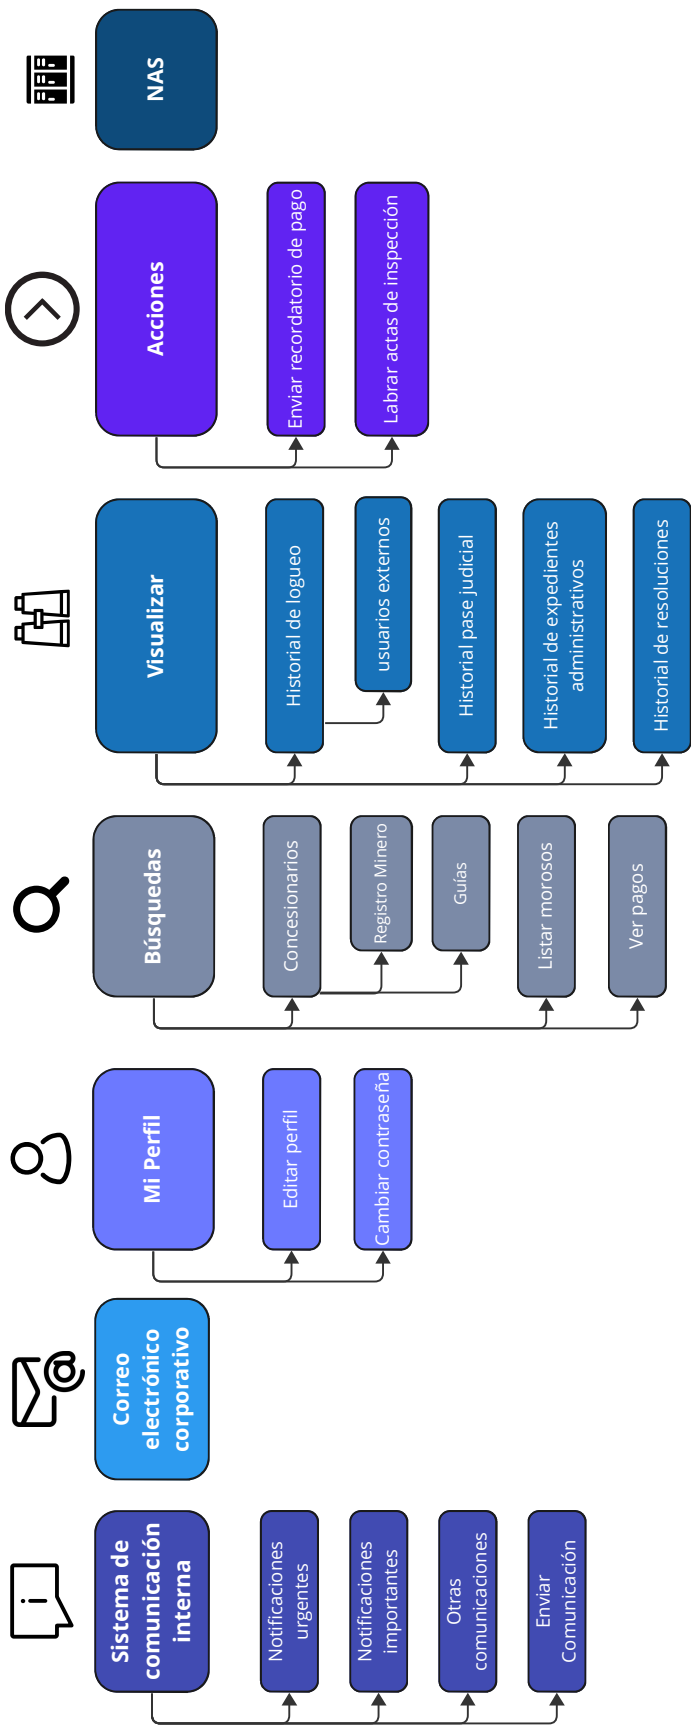 Sistema de
comunicación
interna
Notificaciones
urgentes
Notificaciones
importantes
Otras
comunicaciones
Enviar
Comunicación
Correo
electrónico
corporativo
Mi Perfil
Editar perfil
Cambiar contraseña
Búsquedas
Concesionarios
Registro Minero
Guías
Listar morosos
Ver pagos
Visualizar
Historial de logueo
usuarios externos
Historial pase judicial
Historial de expedientes
administrativos
Historial de resoluciones
Acciones
Enviar recordatorio de pago
Labrar actas de inspección
NAS